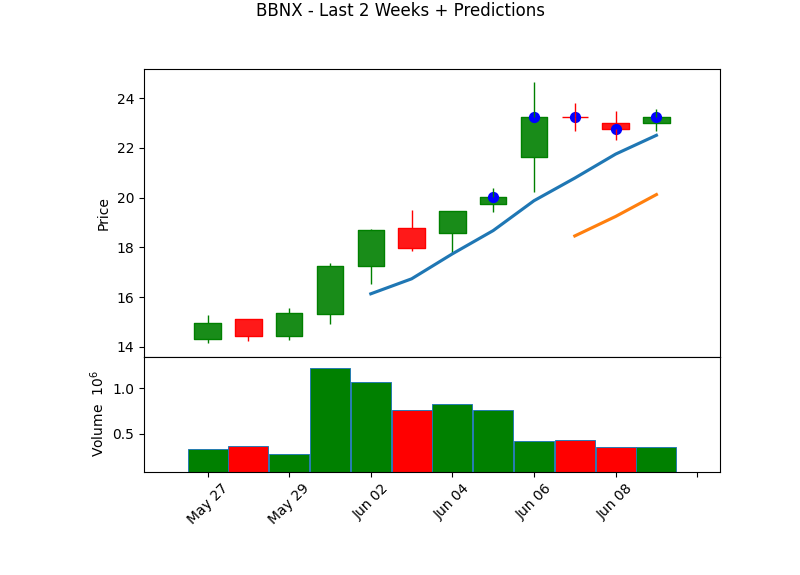 BBNX - Last 2 Weeks + Predictions
24
22
20
18
16
14
Price
1.0
0.5
Volume 10^6
May 27
May 29
Jun 02
Jun 04
Jun 06
Jun 08